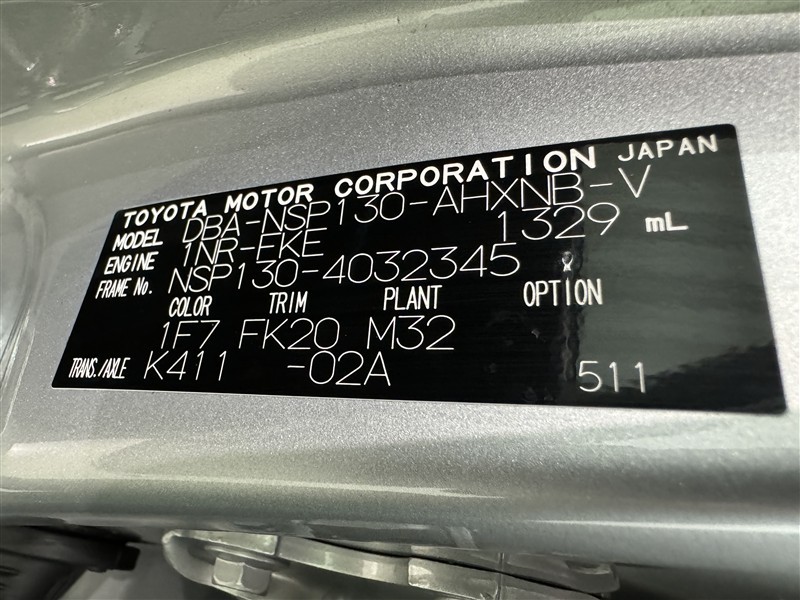 TOYOTA MOTOR CORPORATION JAPAN
MODEL DBA-NSP130-AHXNB-V
ENGINE 1NR-FKE 1329 mL
FRAME No. NSP130-4032345
COLOR TRIM PLANT OPTION
1F7 FK20 M32
TRANS./AXLE K411 -02A 511